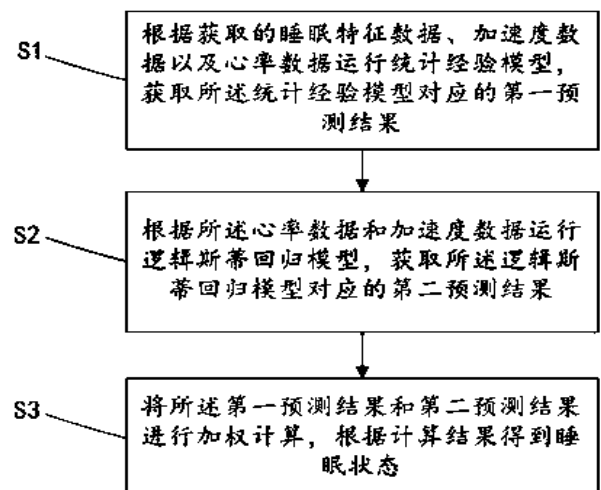 S1
根据获取的睡眠特征数据、加速度数
据以及心率数据运行统计经验模型，
获取所述统计经验模型对应的第一预
测结果
S2
根据所述心率数据和加速度数据运行
逻辑斯蒂回归模型，获取所述逻辑斯
蒂回归模型对应的第二预测结果
S3
将所述第一预测结果和第二预测结果
进行加权计算，根据计算结果得到睡
眠状态